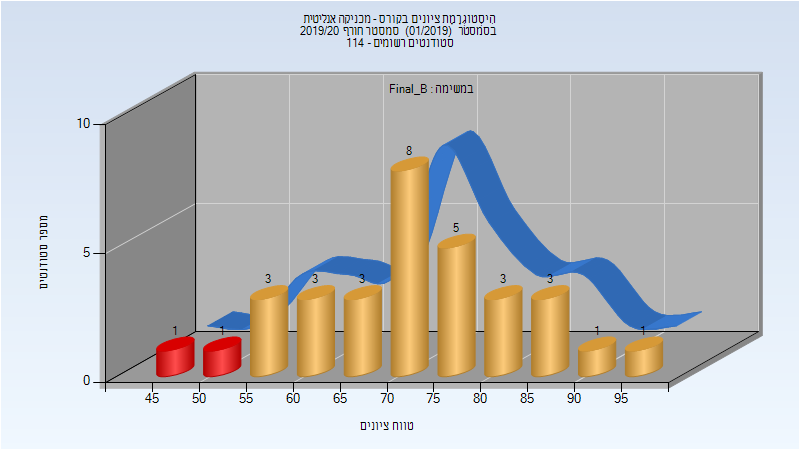 היסטוגרמת ציונים בקורס - מכניקה אנליטית
בסמסטר (01/2019) סמסטר חורף 2019/20
סטודנטים רשומים - 114
במשימה : Final_B
10
5
0
מספר סטודנטים
1 1 3 3 3 8 5 3 3 1 1
45 50 55 60 65 70 75 80 85 90 95
טווח ציונים